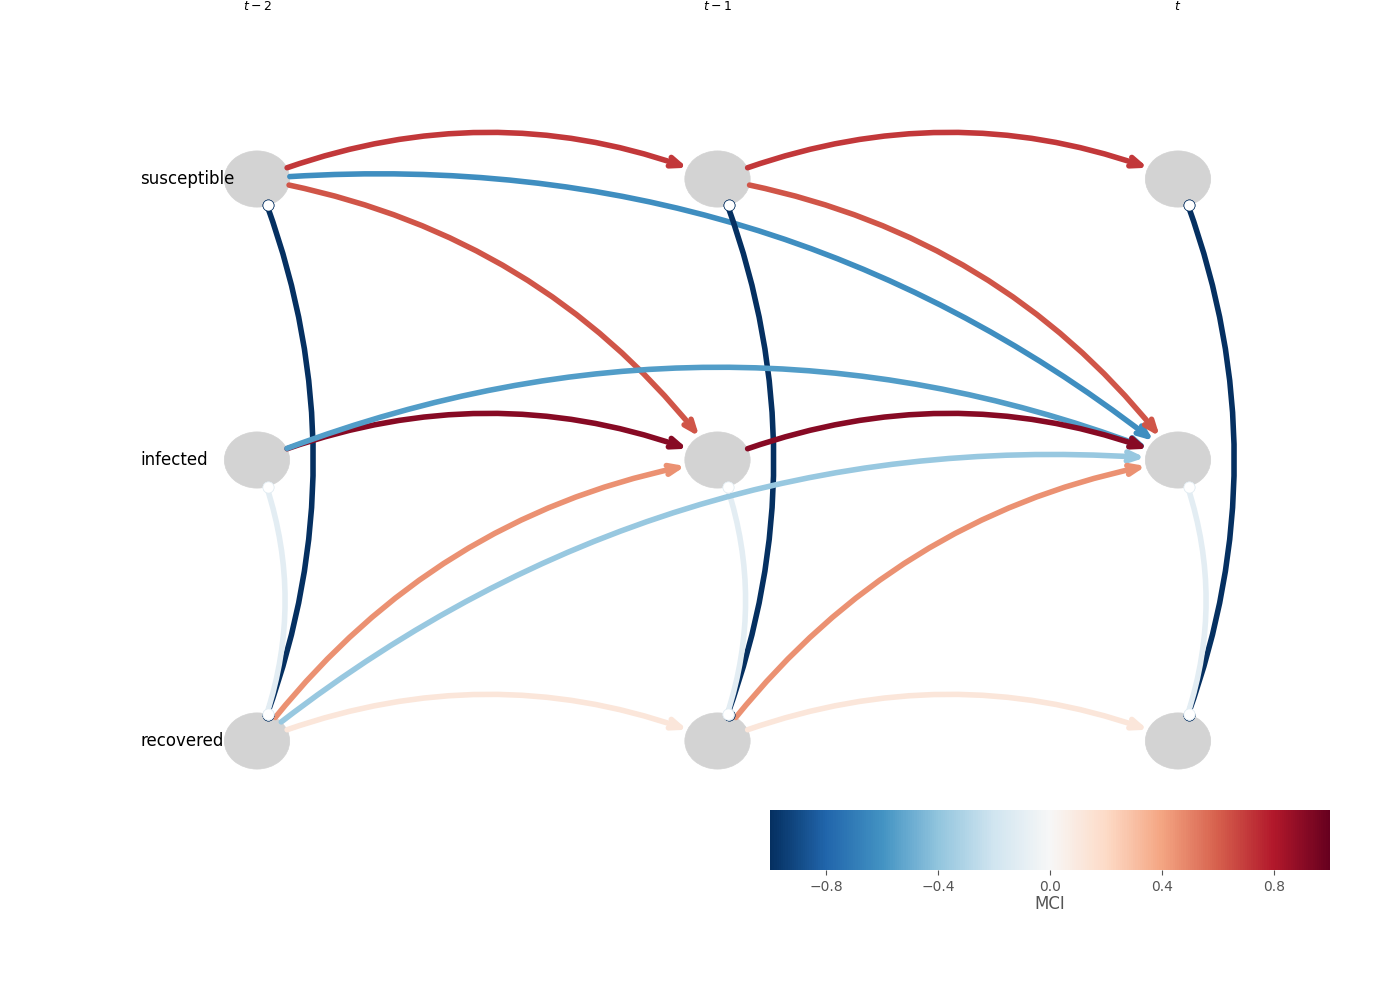 t − 2 t − 1 t
susceptible
infected
recovered
−0.8 −0.4 0.0 0.4 0.8
MCI